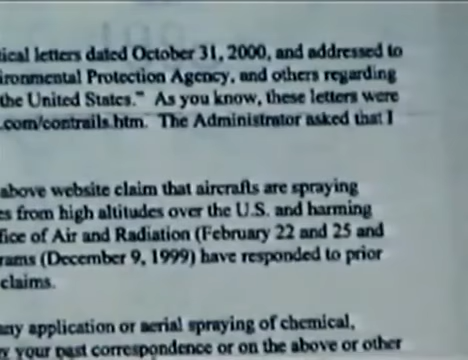 ical letters dated October 31, 2000, and addressed to
ironmental Protection Agency, and others regarding
the United States." As you know, these letters were
.com/contrails.htm. The Administrator asked that I
above website claim that aircrafts are spraying
es from high altitudes over the U.S. and harming
fice of Air and Radiation (February 22 and 25 and
rams (December 9, 1999) have responded to prior
claims.
any application or aerial spraying of chemical,
y your past correspondence or on the above or other